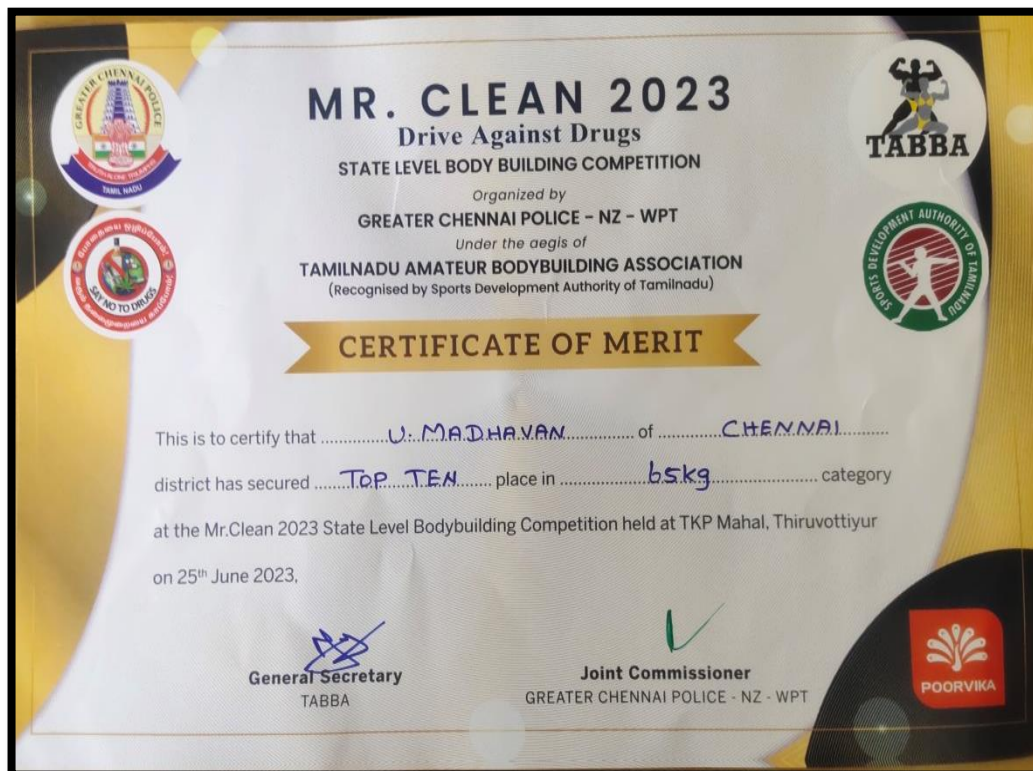 GREATER CHENNAI POLICE
TRUTH ALONE TRIUMPHS
TAMIL NADU
MR. CLEAN 2023
Drive Against Drugs
STATE LEVEL BODY BUILDING COMPETITION
Organized by
GREATER CHENNAI POLICE – NZ – WPT
Under the aegis of
TAMILNADU AMATEUR BODYBUILDING ASSOCIATION
(Recognised by Sports Development Authority of Tamilnadu)
TABBA
SAY NO TO DRUGS
SPORTS DEVELOPMENT AUTHORITY OF TAMILNADU
CERTIFICATE OF MERIT
This is to certify that ............U. MADHAVAN............ of ............CHENNAI............
district has secured ......TOP TEN...... place in ............65kg............ category
at the Mr.Clean 2023 State Level Bodybuilding Competition held at TKP Mahal, Thiruvottiyur
on 25th June 2023,
General Secretary
TABBA
Joint Commissioner
GREATER CHENNAI POLICE - NZ - WPT
POORVIKA